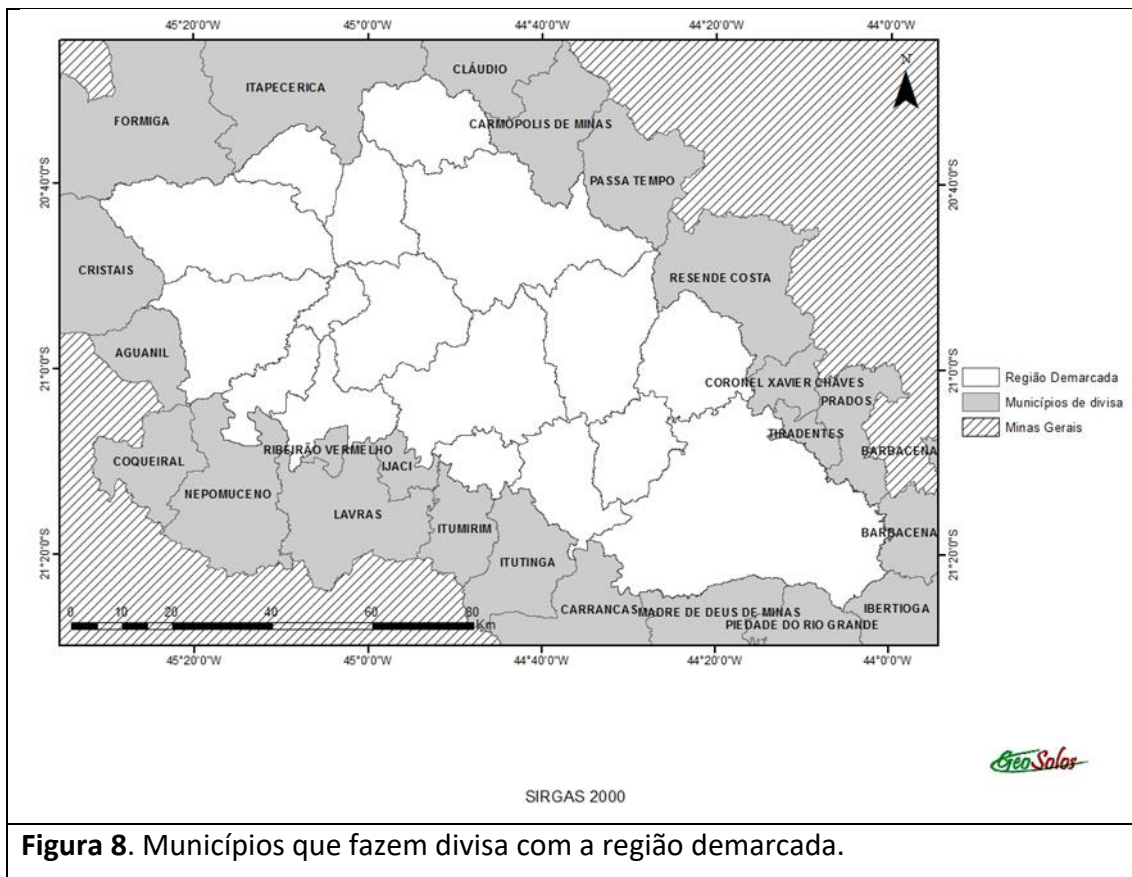 45°20'0"W 45°0'0"W 44°40'0"W 44°20'0"W 44°0'0"W
N
CLÁUDIO
ITAPECERICA
FORMIGA
CARMÓPOLIS DE MINAS
PASSA TEMPO
20°40'0"S
20°40'0"S
CRISTAIS
RESENDE COSTA
AGUANIL
21°0'0"S
21°0'0"S
CORONEL XAVIER CHAVES
PRADOS
TIRADENTES
RIBEIRÃO VERMELHO
BARBACENA
COQUEIRAL
IJACI
NEPOMUCENO
LAVRAS
ITUMIRIM
BARBACENA
21°20'0"S
21°20'0"S
ITUTINGA
CARRANCAS
MADRE DE DEUS DE MINAS
IBERTIOGA
PIEDADE DO RIO GRANDE
0 10 20 40 60 80
Km
45°20'0"W 45°0'0"W 44°40'0"W 44°20'0"W 44°0'0"W
Região Demarcada
Municípios de divisa
Minas Gerais
GeoSolos
SIRGAS 2000
Figura 8. Municípios que fazem divisa com a região demarcada.